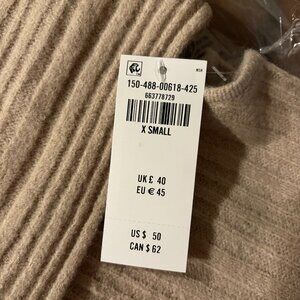 150-488-00618-425
663778729
X SMALL
UK £ 40
EU € 45
US $ 50
CAN $ 62